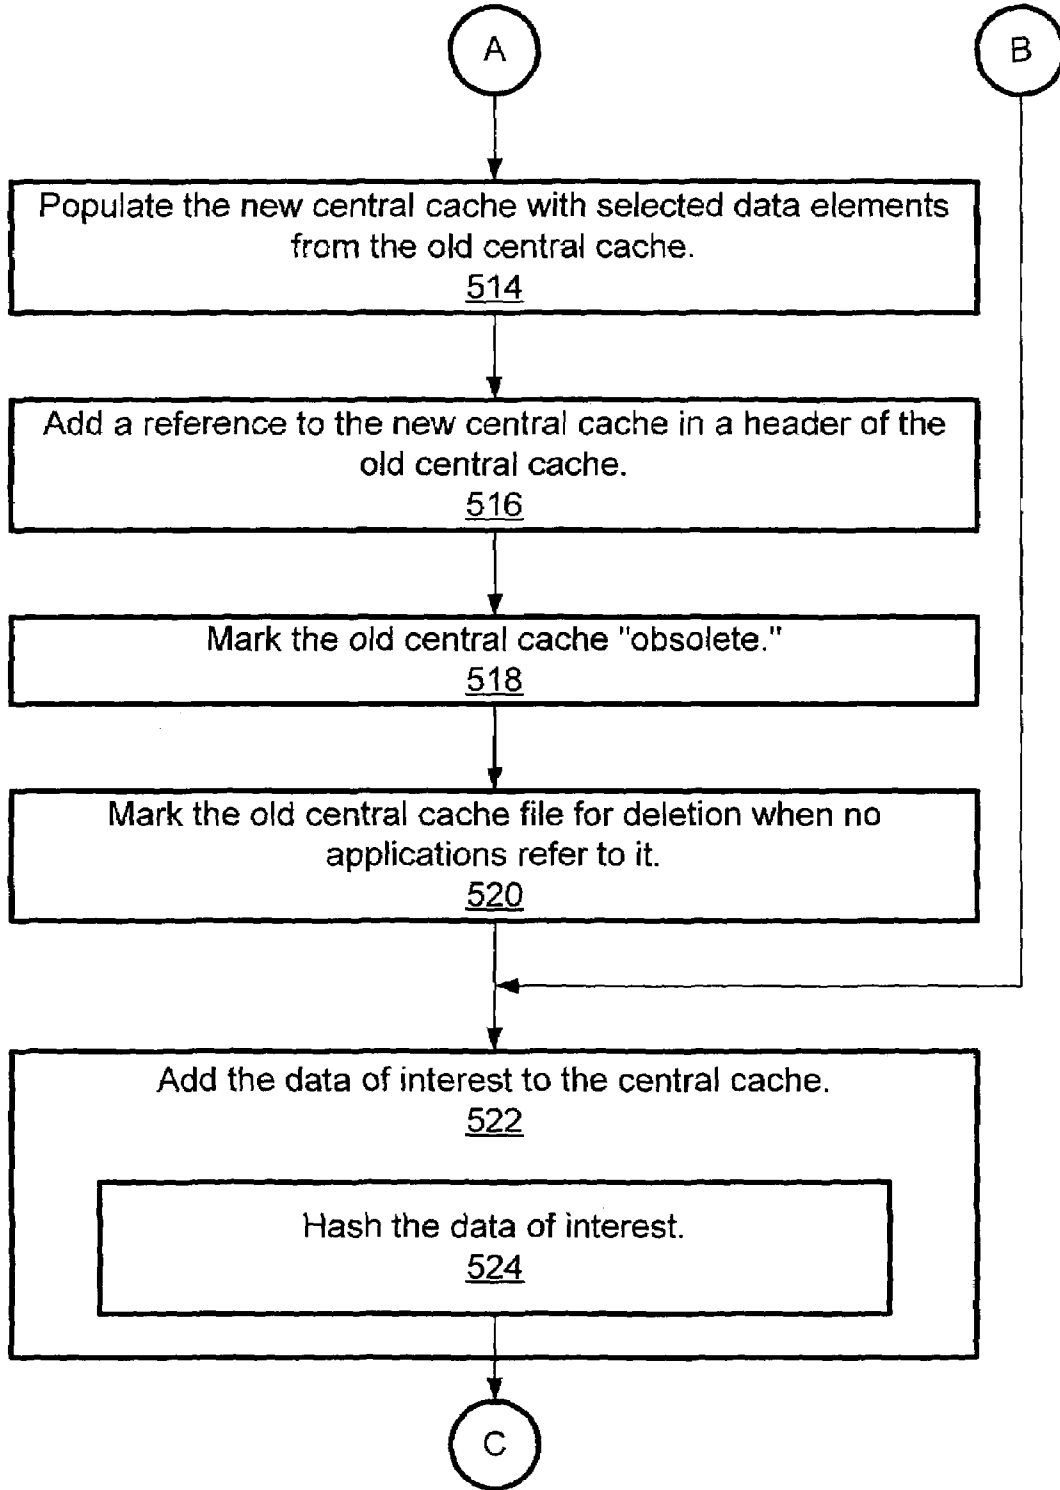 A
B
Populate the new central cache with selected data elements
from the old central cache.
514
Add a reference to the new central cache in a header of the
old central cache.
516
Mark the old central cache "obsolete."
518
Mark the old central cache file for deletion when no
applications refer to it.
520
Add the data of interest to the central cache.
522
Hash the data of interest.
524
C